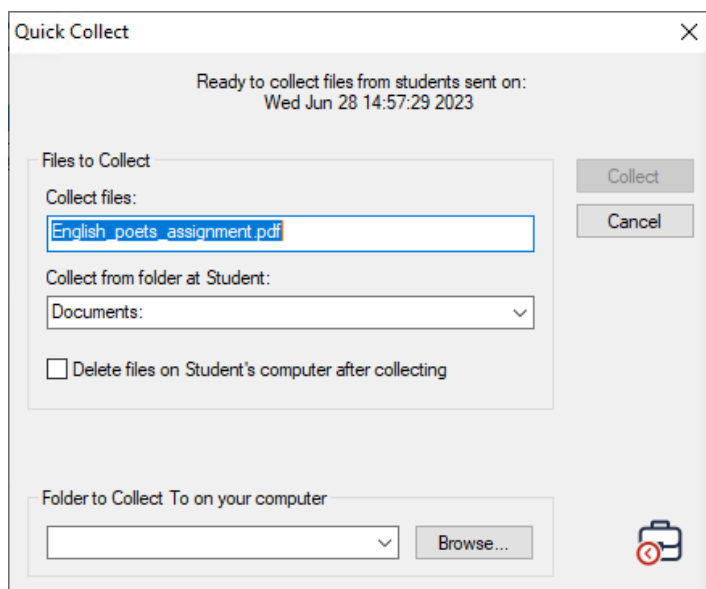 Quick Collect
Ready to collect files from students sent on:
Wed Jun 28 14:57:29 2023
Files to Collect
Collect files:
English_poets_assignment.pdf
Collect from folder at Student:
Documents:
Delete files on Student's computer after collecting
Collect
Cancel
Folder to Collect To on your computer
Browse...